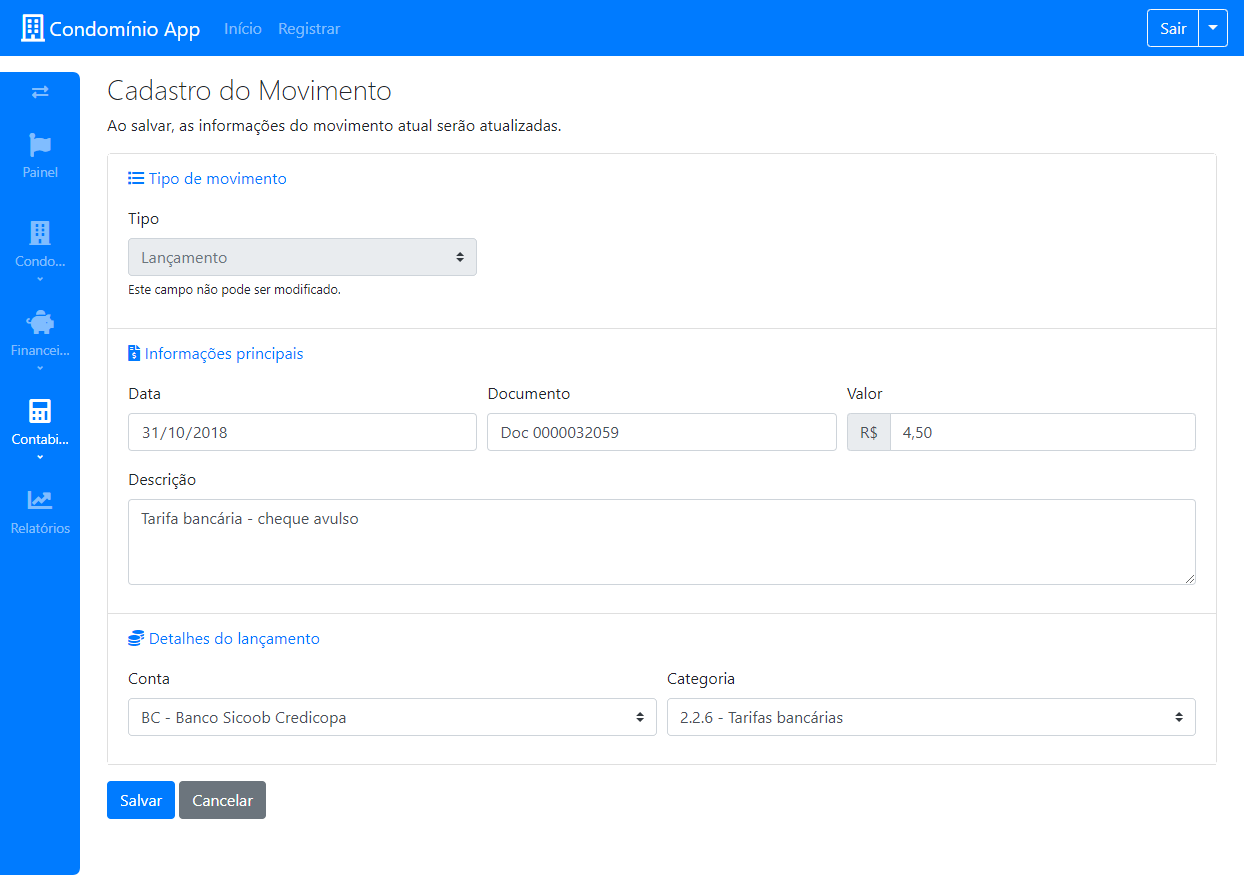 Condomínio App Início Registrar Sair
Painel
Condo...
Financei...
Contabi...
Relatórios
Cadastro do Movimento
Ao salvar, as informações do movimento atual serão atualizadas.
Tipo de movimento
Tipo
Lançamento
Este campo não pode ser modificado.
Informações principais
Data Documento Valor
31/10/2018 Doc 0000032059 R$ 4,50
Descrição
Tarifa bancária - cheque avulso
Detalhes do lançamento
Conta Categoria
BC - Banco Sicoob Credicopa 2.2.6 - Tarifas bancárias
Salvar Cancelar